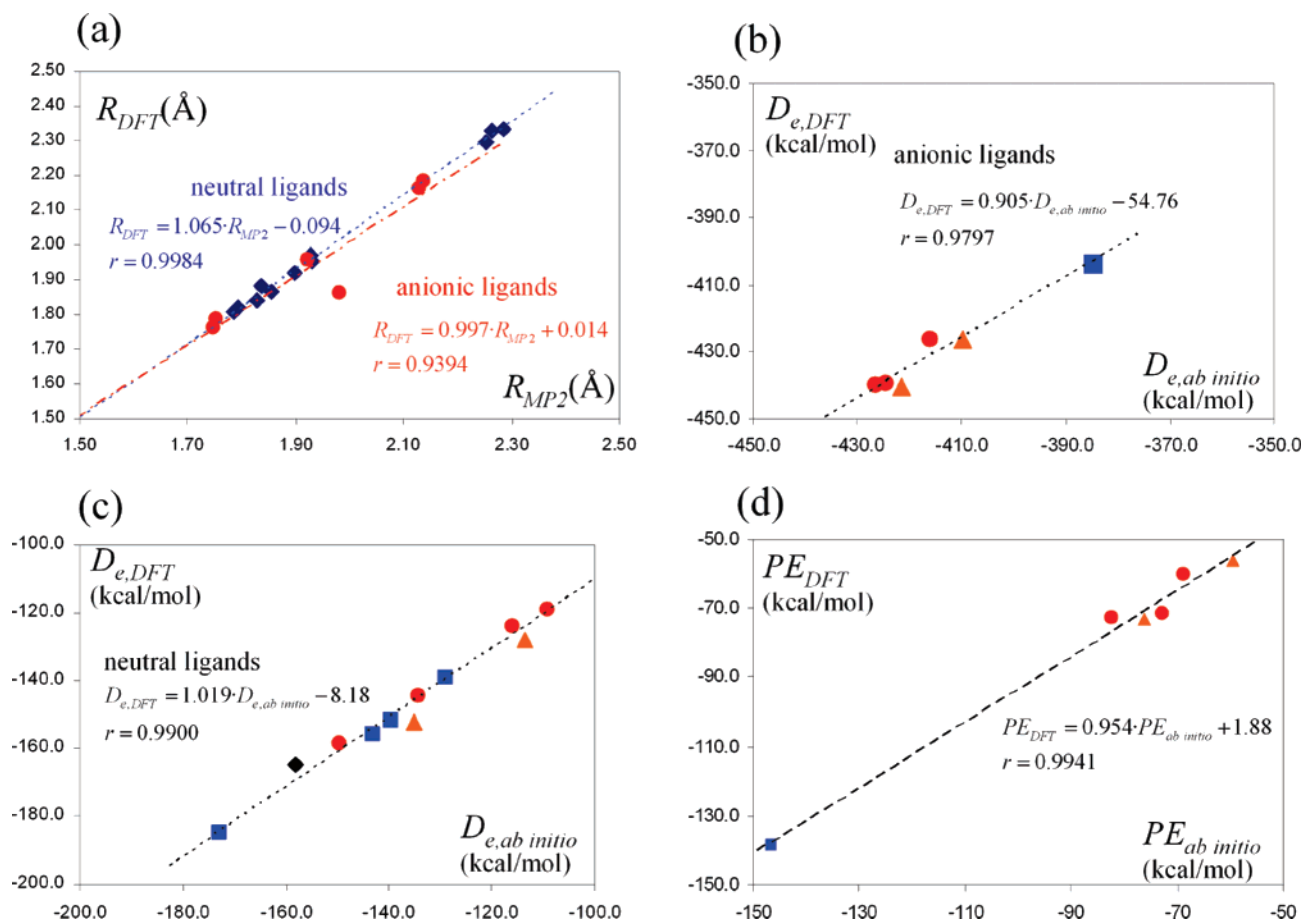 (a)
2.50
2.40
2.30
2.20
2.10
2.00
1.90
1.80
1.70
1.60
1.50
R_DFT(Å)
neutral ligands
R_DFT = 1.065·R_MP2 − 0.094
r = 0.9984
anionic ligands
R_DFT = 0.997·R_MP2 + 0.014
r = 0.9394
R_MP2(Å)
1.50 1.70 1.90 2.10 2.30 2.50
(b)
-350.0
-370.0
-390.0
-410.0
-430.0
-450.0
D_e,DFT
(kcal/mol)
anionic ligands
D_e,DFT = 0.905·D_e,ab initio − 54.76
r = 0.9797
D_e,ab initio
(kcal/mol)
-450.0 -430.0 -410.0 -390.0 -370.0 -350.0
(c)
-100.0
-120.0
-140.0
-160.0
-180.0
-200.0
D_e,DFT
(kcal/mol)
neutral ligands
D_e,DFT = 1.019·D_e,ab initio − 8.18
r = 0.9900
D_e,ab initio
(kcal/mol)
-200.0 -180.0 -160.0 -140.0 -120.0 -100.0
(d)
-50.0
-70.0
-90.0
-110.0
-130.0
-150.0
PE_DFT
(kcal/mol)
PE_DFT = 0.954·PE_ab initio + 1.88
r = 0.9941
PE_ab initio
(kcal/mol)
-150 -130 -110 -90 -70 -50